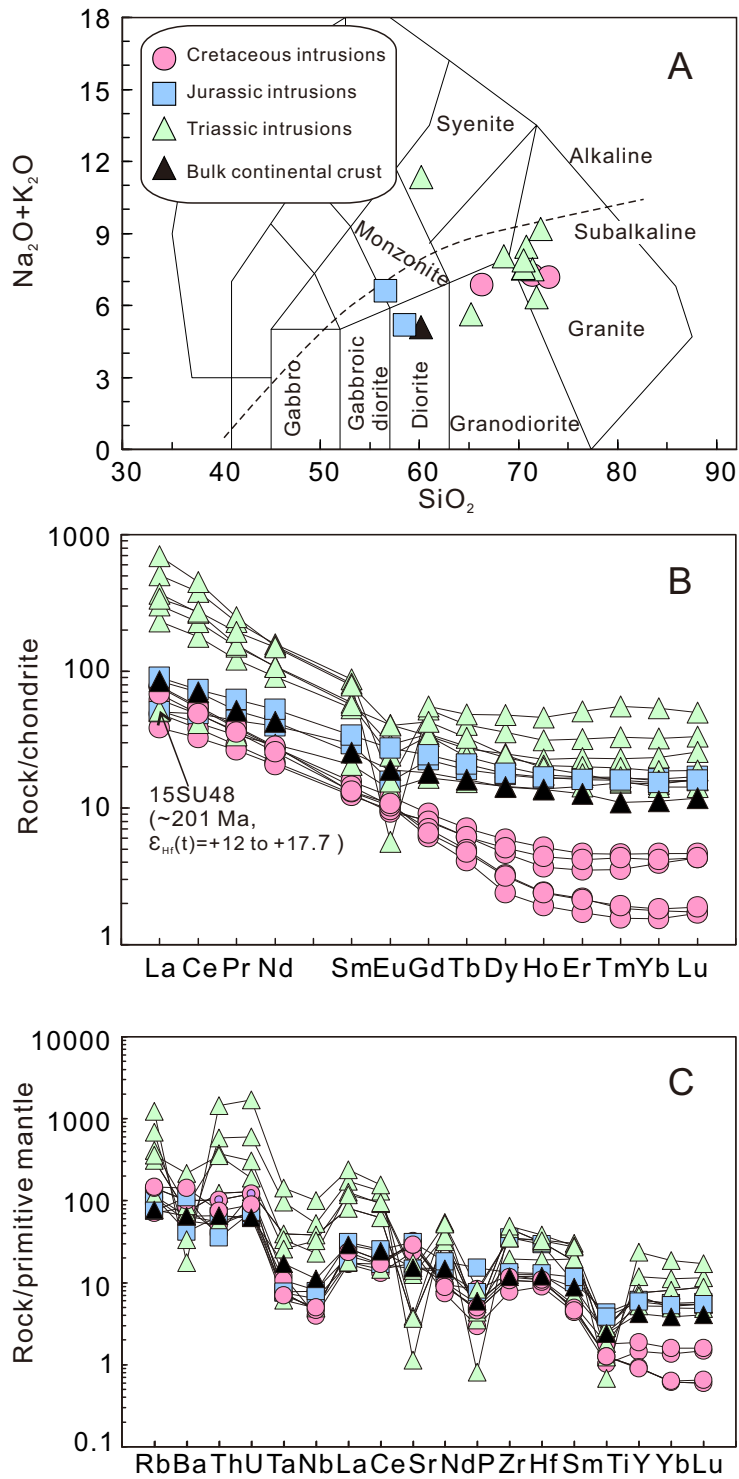 18
15
12
9
6
3
0
Na₂O+K₂O
Cretaceous intrusions
Jurassic intrusions
Triassic intrusions
Bulk continental crust
A
Syenite
Alkaline
Subalkaline
Monzonite
Granite
Gabbro
Gabbroic
diorite
Diorite
Granodiorite
30 40 50 60 70 80 90
SiO₂
1000
100
10
1
Rock/chondrite
B
15SU48
(~201 Ma,
εHf(t)=+12 to +17.7 )
La Ce Pr Nd Sm Eu Gd Tb Dy Ho Er Tm Yb Lu
10000
1000
100
10
1
0.1
Rock/primitive mantle
C
Rb Ba Th U Ta Nb La Ce Sr Nd P Zr Hf Sm Ti Y Yb Lu